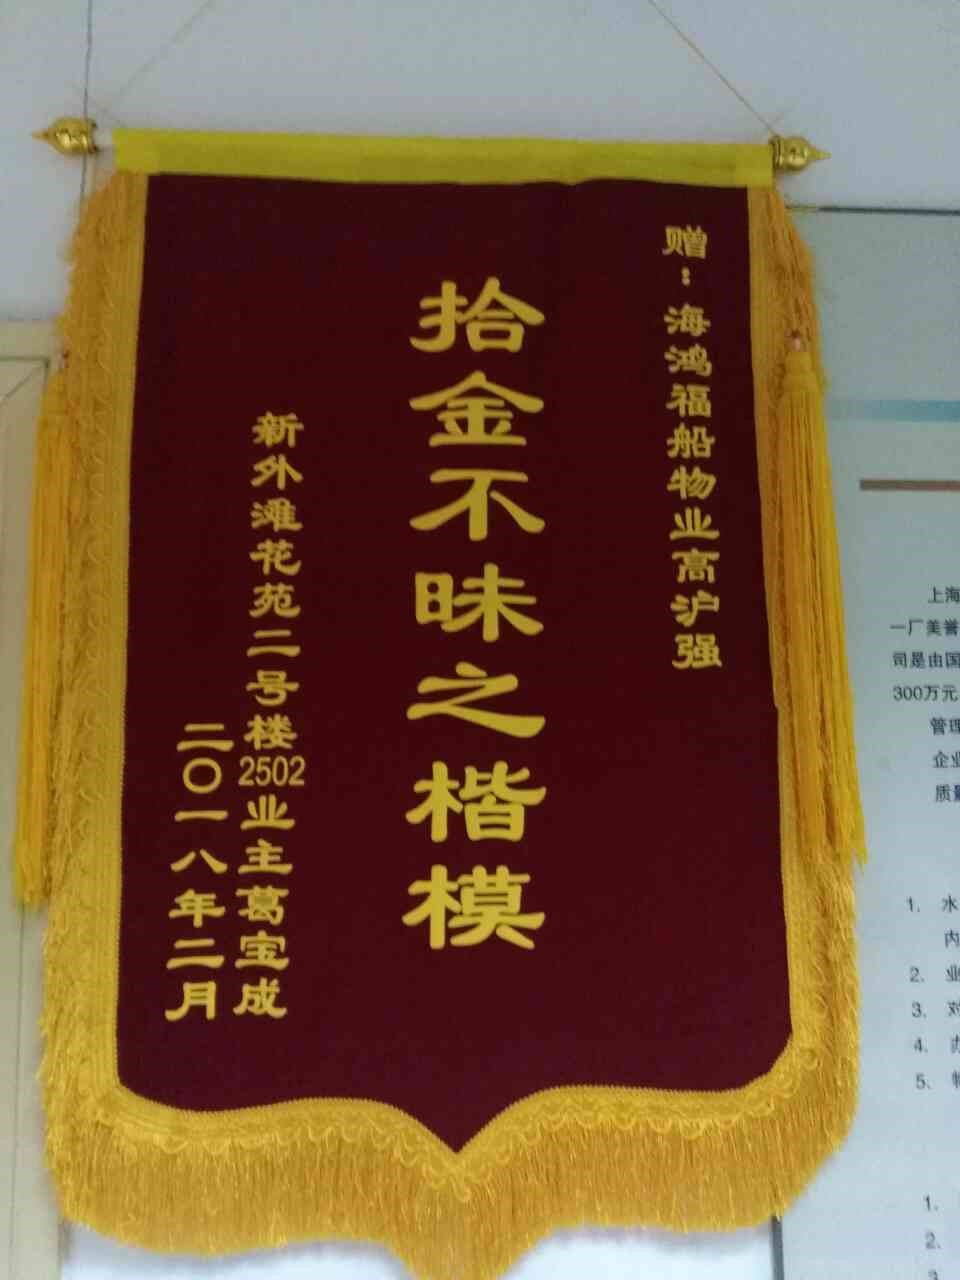 赠：海鸿福船物业高沪强
拾金不昧之楷模
新外滩花苑二号楼2502业主葛宝成
二〇一八年二月
上海
一厂美誉
司是由国
300万元
管理
企业
质量
1、水
内
2、业
3、对
4、
5、
1、
2、